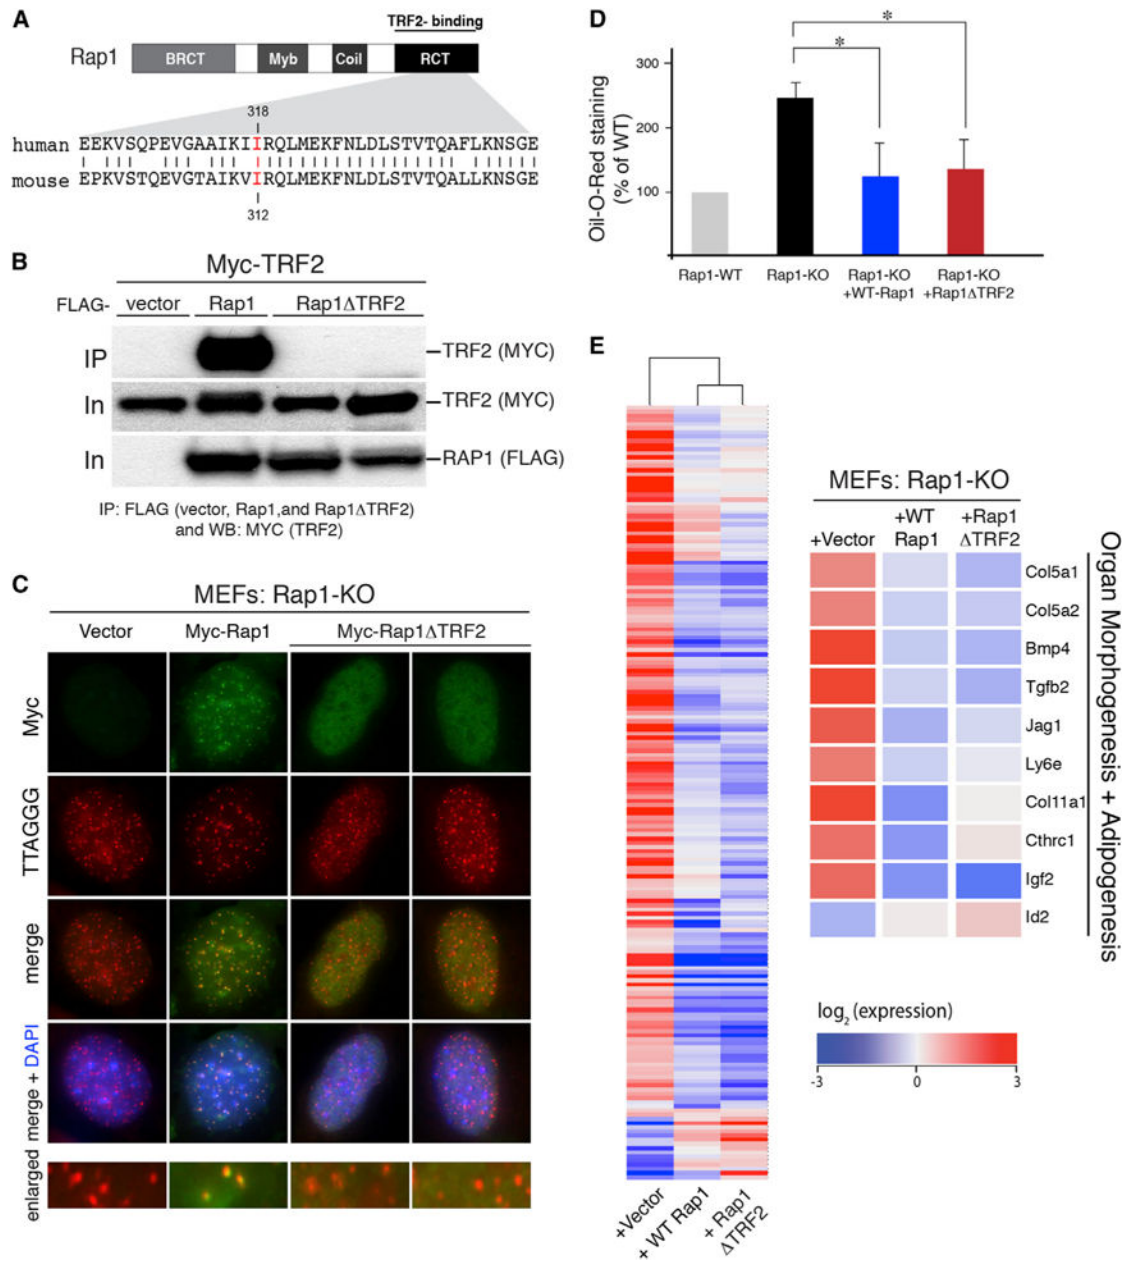 A
TRF2- binding
Rap1
BRCT
Myb
Coil
RCT
318
human EEKVSQPEVGAAIKIIRQLMEKFNLDLSTVTQAFLKNSGE
mouse EPKVSTQEVGTAIKVIRQLMEKFNLDLSTVTQALLKNSGE
312
B
Myc-TRF2
FLAG- vector Rap1 Rap1ΔTRF2
IP TRF2 (MYC)
In TRF2 (MYC)
In RAP1 (FLAG)
IP: FLAG (vector, Rap1,and Rap1ΔTRF2)
and WB: MYC (TRF2)
C
MEFs: Rap1-KO
Vector Myc-Rap1 Myc-Rap1ΔTRF2
Myc
TTAGGG
merge
merge + DAPI
enlarged
D
Oil-O-Red staining
(% of WT)
300
200
100
*
*
Rap1-WT
Rap1-KO
Rap1-KO
+WT-Rap1
Rap1-KO
+Rap1ΔTRF2
E
+Vector
+ WT Rap1
+ Rap1
ΔTRF2
MEFs: Rap1-KO
+Vector
+WT
Rap1
+Rap1
ΔTRF2
Col5a1
Col5a2
Bmp4
Tgfb2
Jag1
Ly6e
Col11a1
Cthrc1
Igf2
Id2
Organ Morphogenesis + Adipogenesis
log2 (expression)
-3 0 3